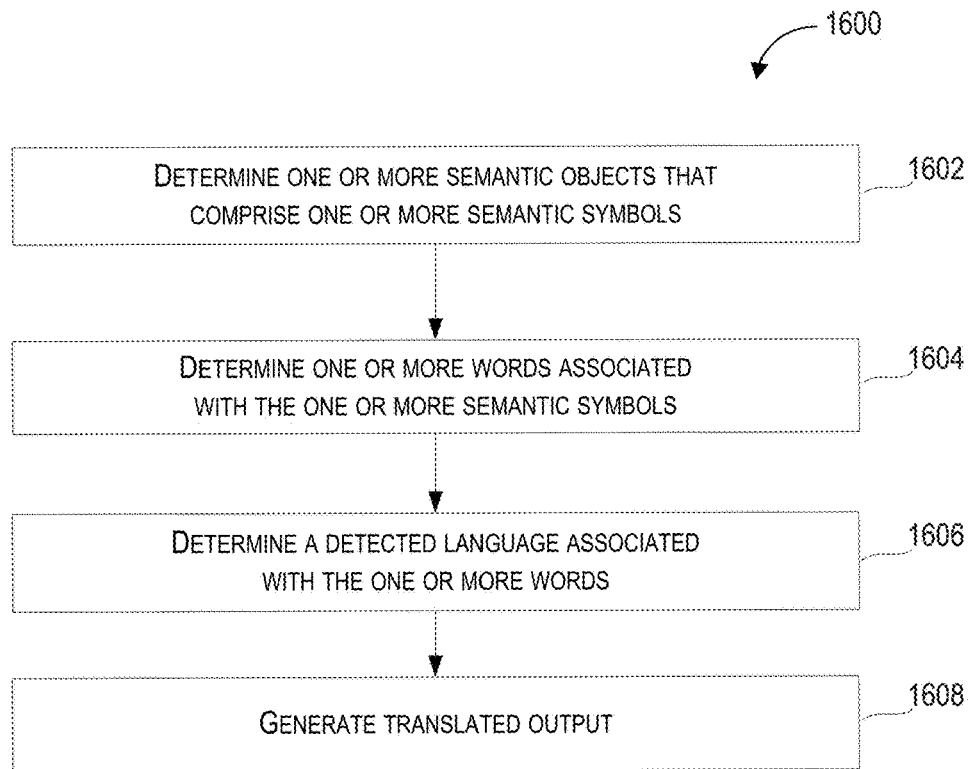 1600
DETERMINE ONE OR MORE SEMANTIC OBJECTS THAT
COMPRISE ONE OR MORE SEMANTIC SYMBOLS
1602
DETERMINE ONE OR MORE WORDS ASSOCIATED
WITH THE ONE OR MORE SEMANTIC SYMBOLS
1604
DETERMINE A DETECTED LANGUAGE ASSOCIATED
WITH THE ONE OR MORE WORDS
1606
GENERATE TRANSLATED OUTPUT
1608